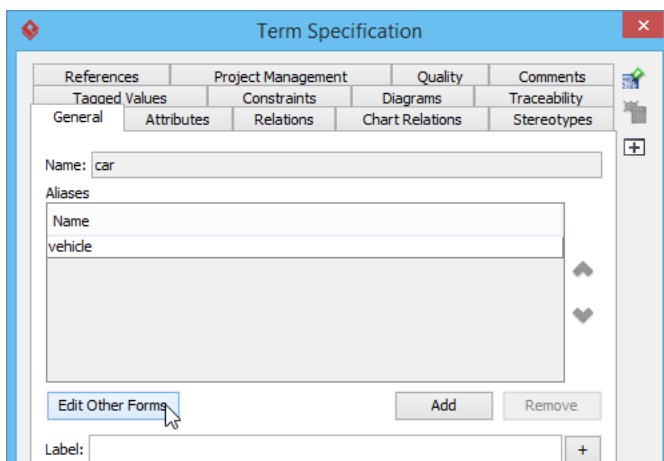 Term Specification
References Project Management Quality Comments
Tagged Values Constraints Diagrams Traceability
General Attributes Relations Chart Relations Stereotypes
Name: car
Aliases
Name
vehicle
Edit Other Forms Add Remove
Label: +